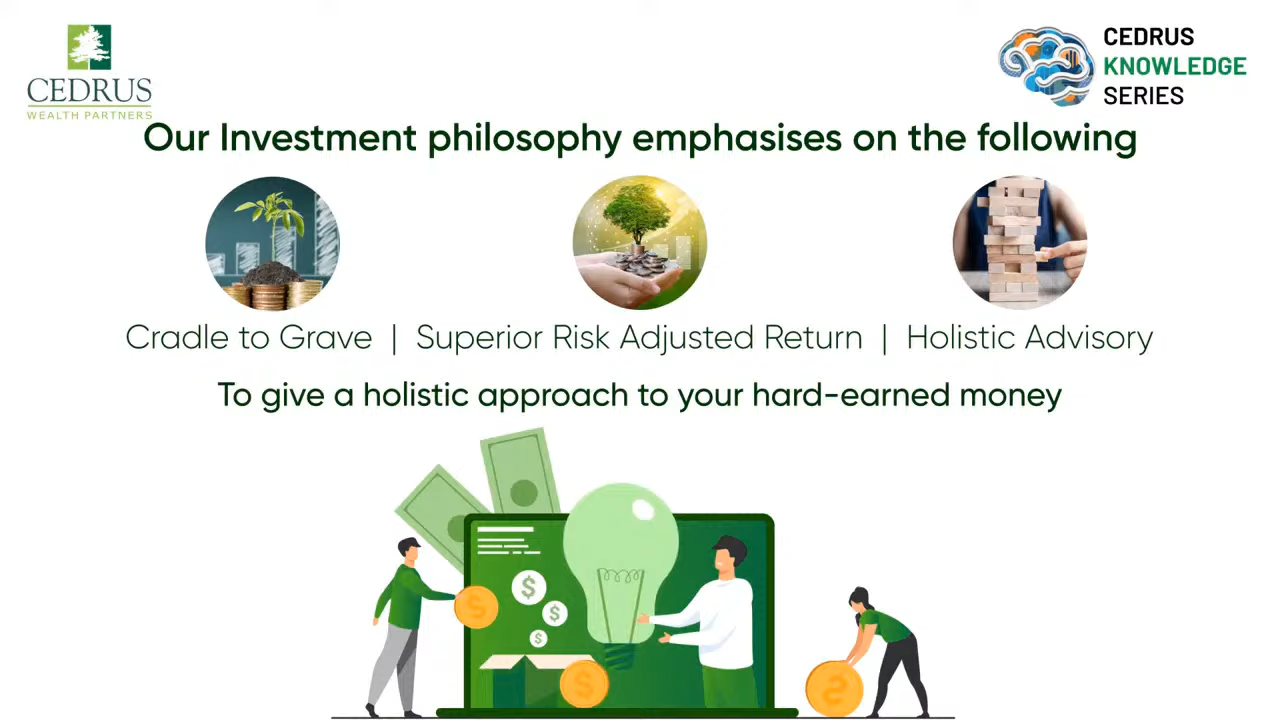 CEDRUS
WEALTH PARTNERS
CEDRUS
KNOWLEDGE
SERIES
Our Investment philosophy emphasises on the following
Cradle to Grave | Superior Risk Adjusted Return | Holistic Advisory
To give a holistic approach to your hard-earned money
$
$
$
$
$
$